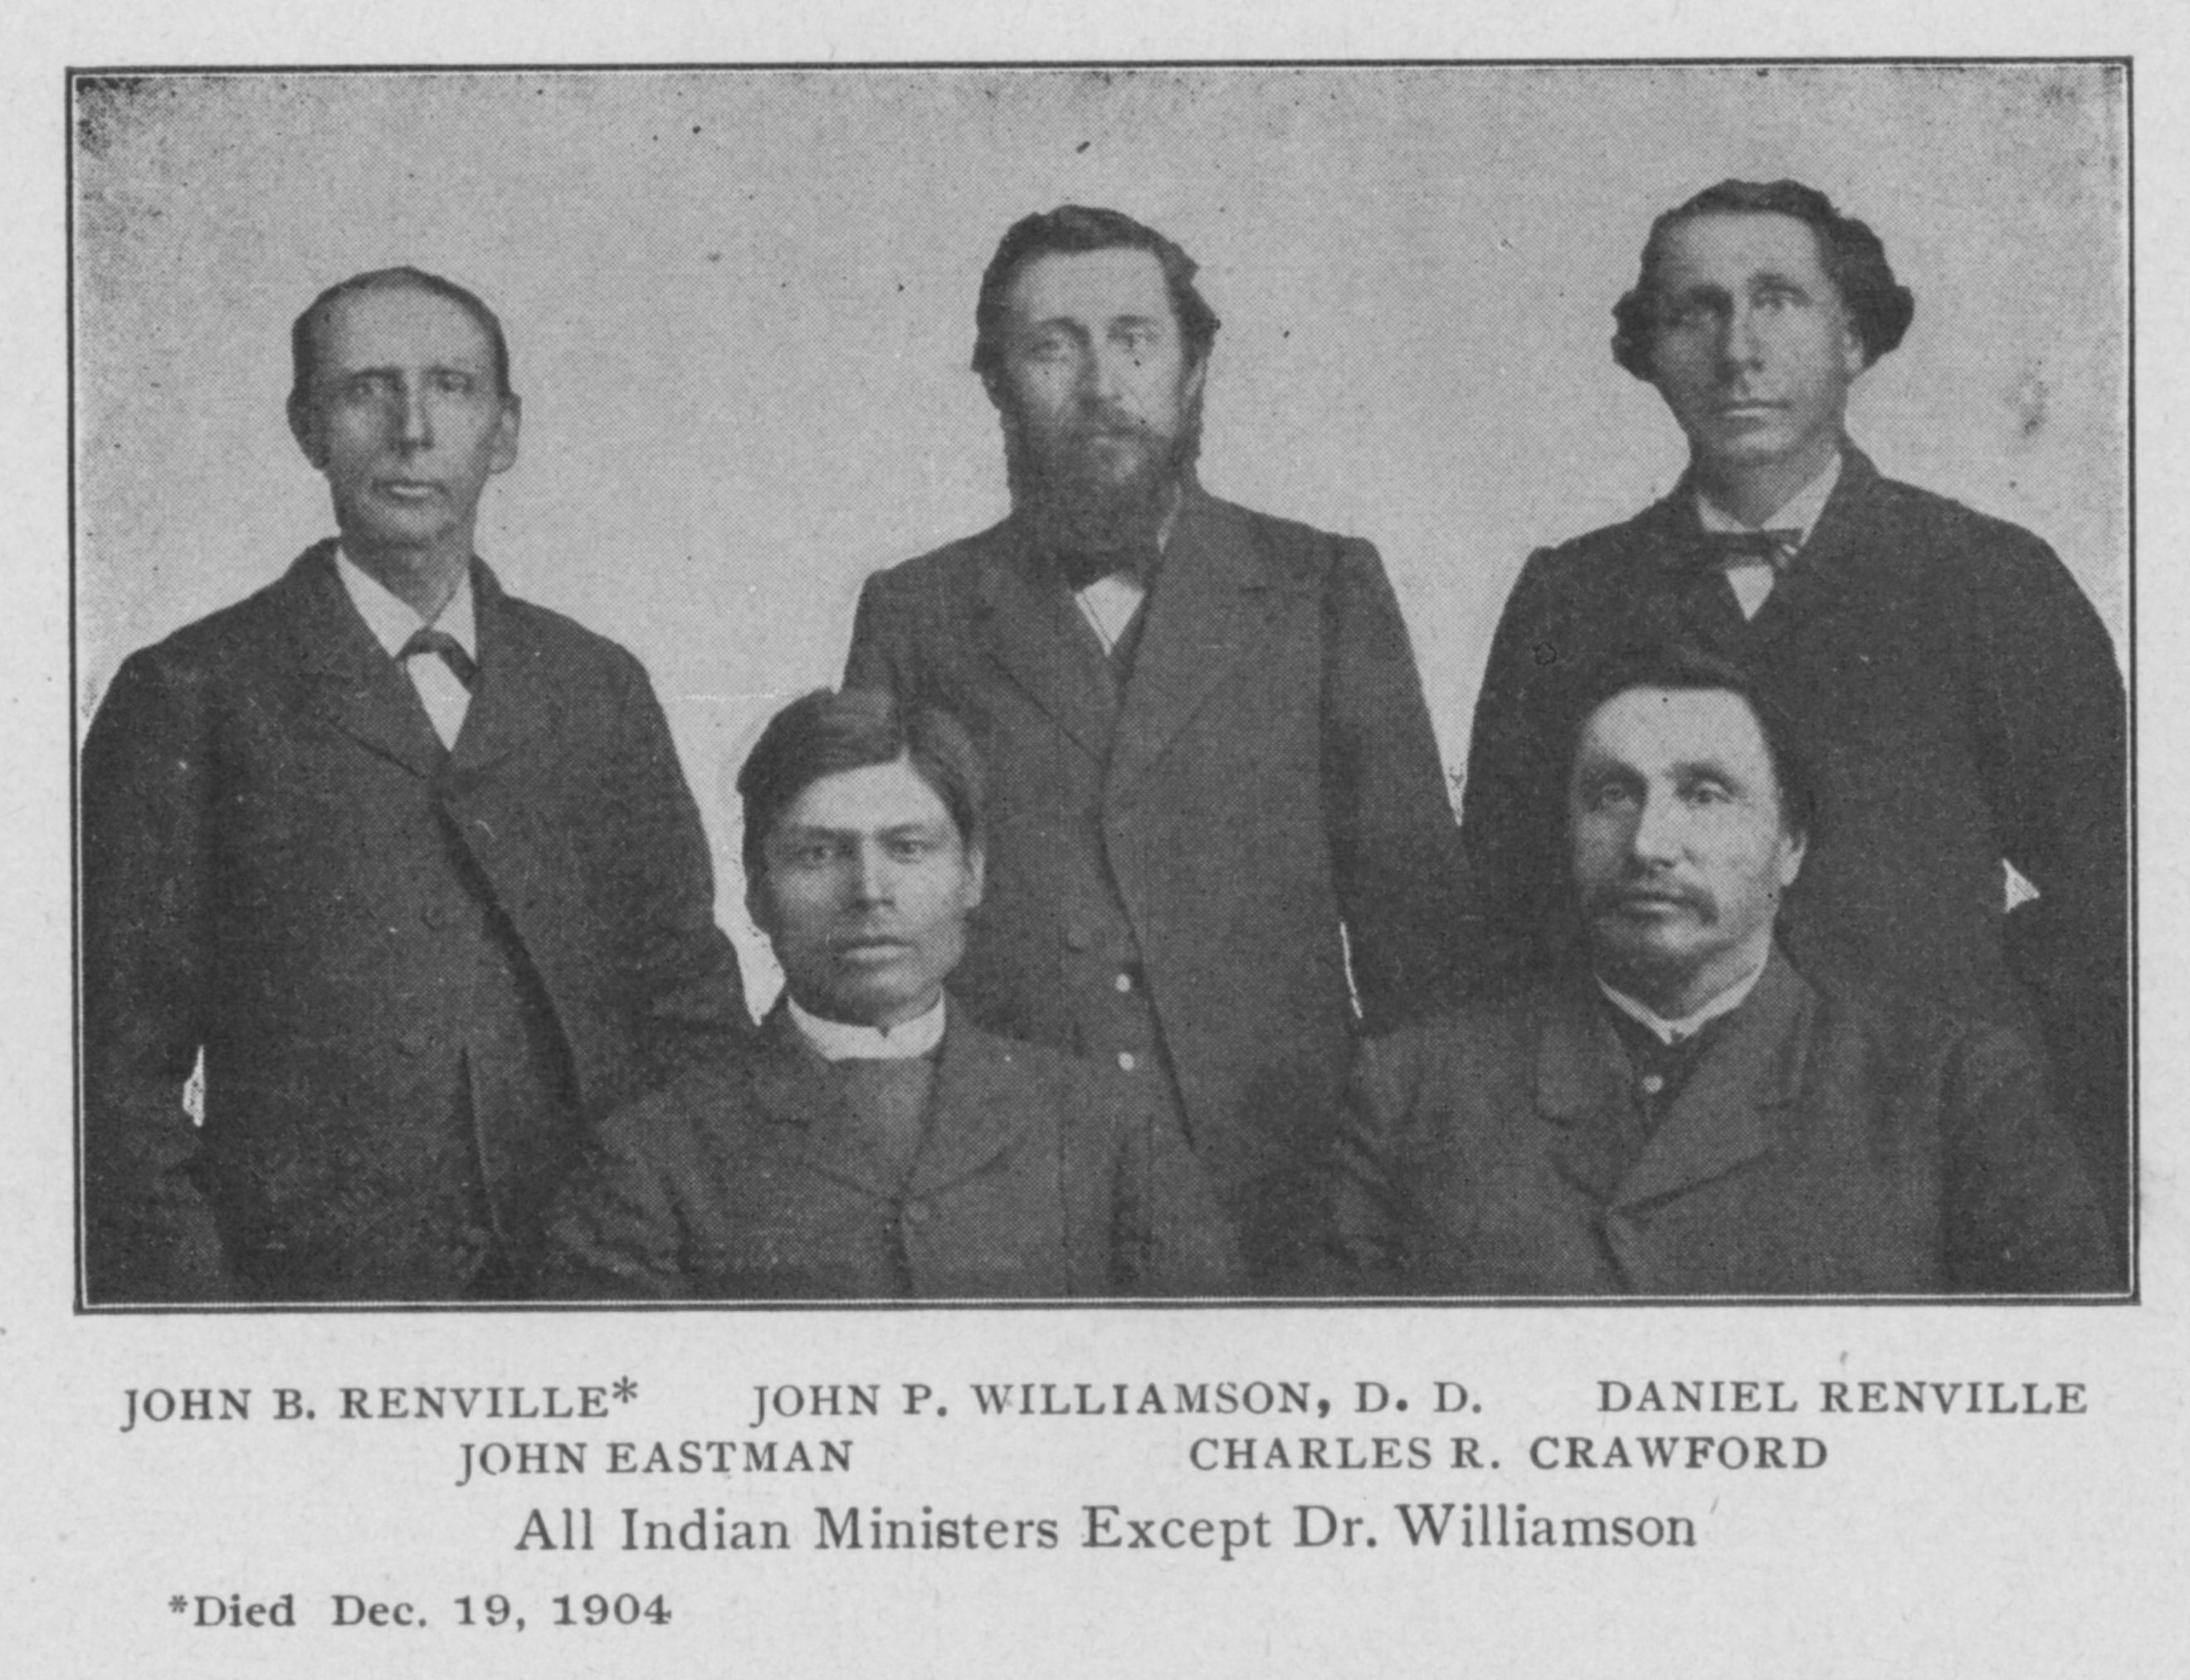 JOHN B. RENVILLE* JOHN P. WILLIAMSON, D. D. DANIEL RENVILLE
JOHN EASTMAN CHARLES R. CRAWFORD
All Indian Ministers Except Dr. Williamson
*Died Dec. 19, 1904